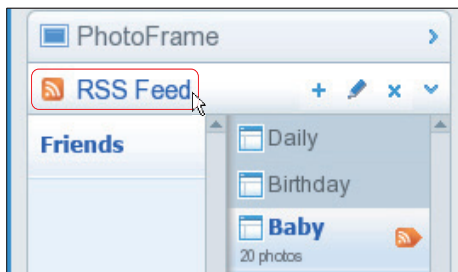 PhotoFrame
RSS Feed
Friends
Daily
Birthday
Baby
20 photos